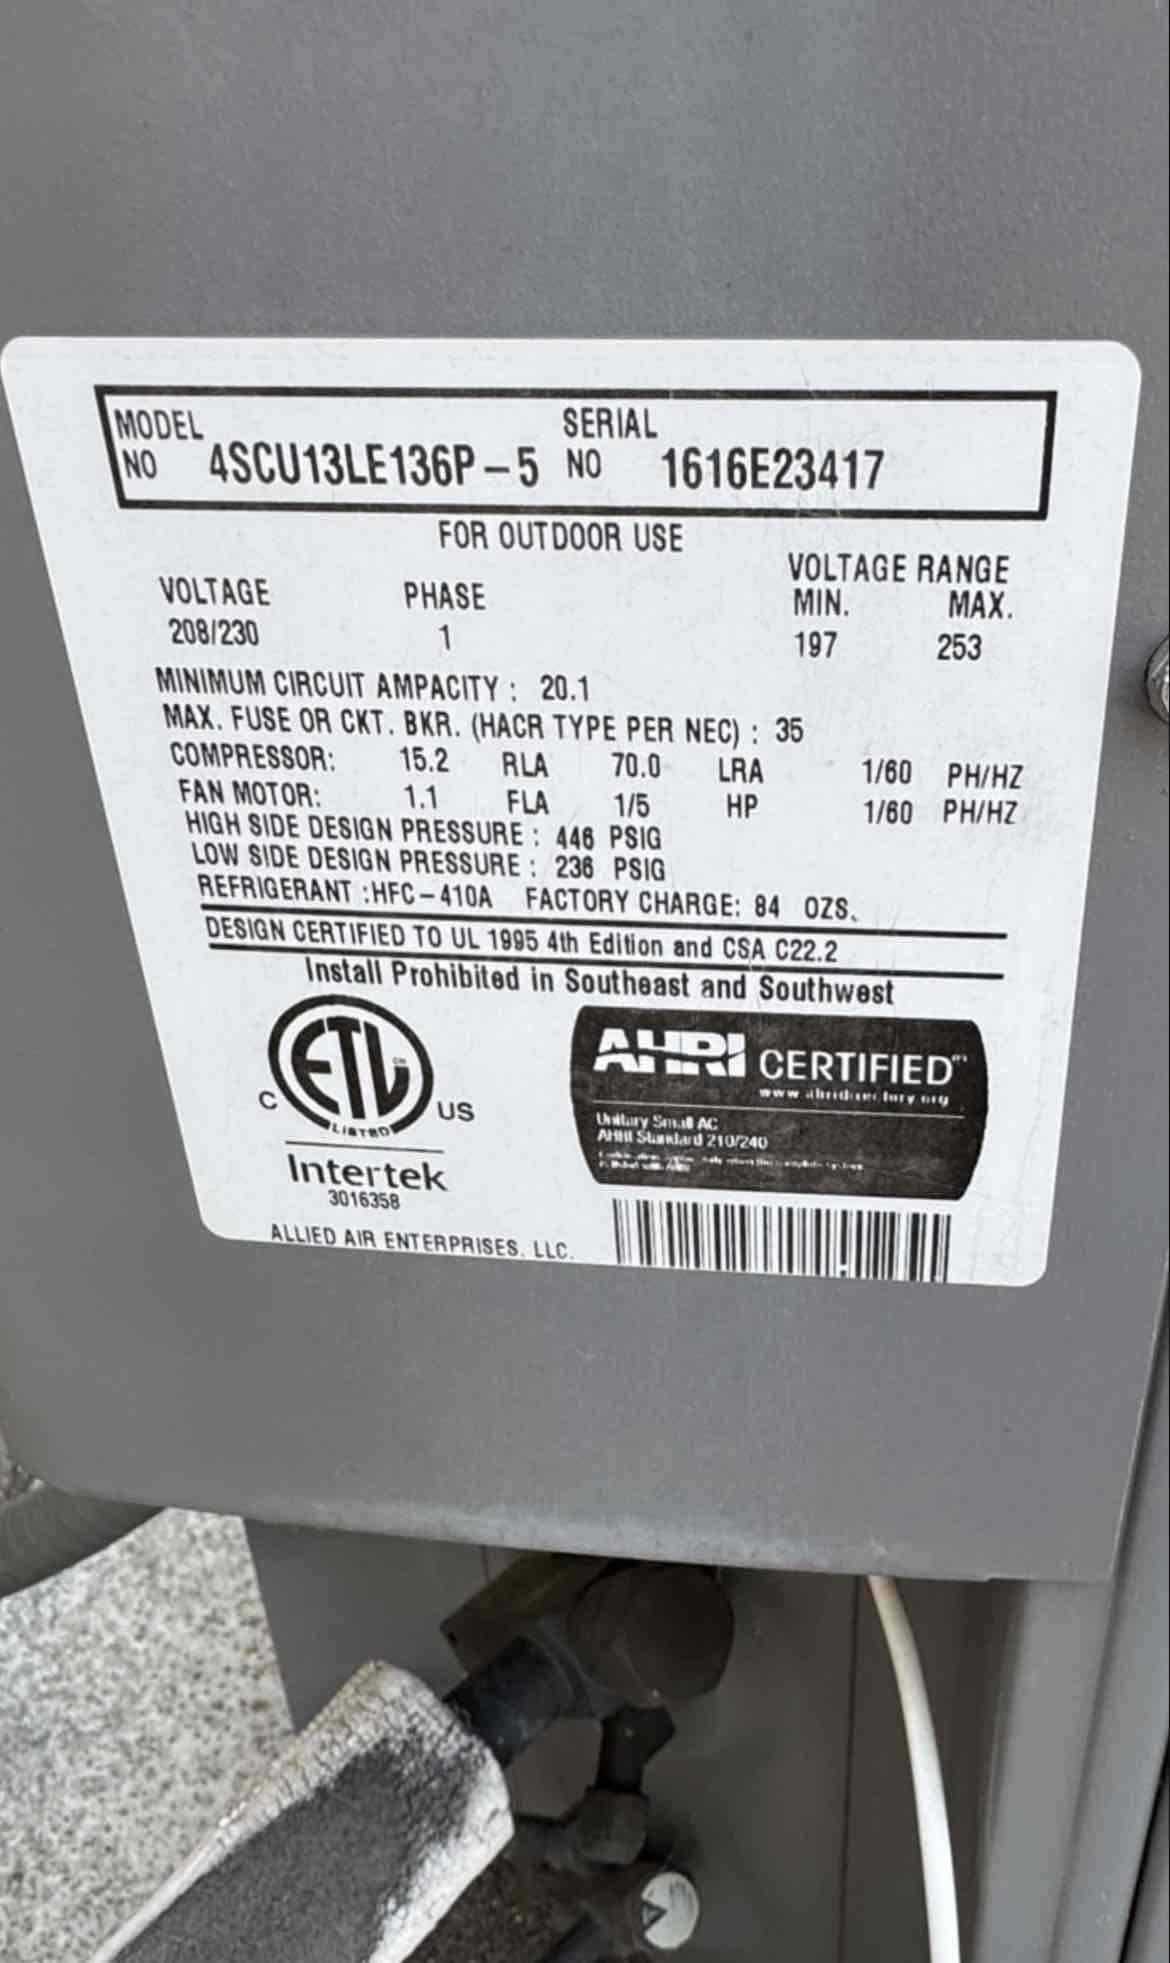 MODEL NO 4SCU13LE136P-5 SERIAL NO 1616E23417
FOR OUTDOOR USE
VOLTAGE PHASE VOLTAGE RANGE
MIN. MAX.
208/230 1 197 253
MINIMUM CIRCUIT AMPACITY : 20.1
MAX. FUSE OR CKT. BKR. (HACR TYPE PER NEC) : 35
COMPRESSOR: 15.2 RLA 70.0 LRA 1/60 PH/HZ
FAN MOTOR: 1.1 FLA 1/5 HP 1/60 PH/HZ
HIGH SIDE DESIGN PRESSURE : 446 PSIG
LOW SIDE DESIGN PRESSURE : 236 PSIG
REFRIGERANT :HFC-410A FACTORY CHARGE: 84 OZS.
DESIGN CERTIFIED TO UL 1995 4th Edition and CSA C22.2
Install Prohibited in Southeast and Southwest
ETL CM
C US
LISTED
Intertek
3016358
AHRI CERTIFIED™
www.ahridirectory.org
Unitary Small AC
AHRI Standard 210/240
ALLIED AIR ENTERPRISES, LLC.